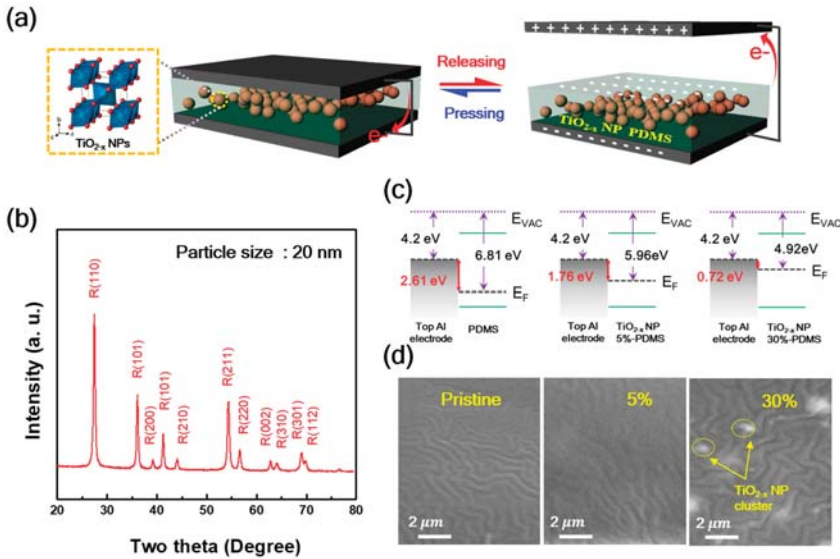 (a)
TiO2-x NPs
e-
Releasing
Pressing
+ + + + + + + + + +
e-
TiO2-x NP PDMS
(b)
Particle size : 20 nm
R(110)
R(101)
R(200)
R(101)
R(210)
R(211)
R(220)
R(002)
R(310)
R(301)
R(112)
Intensity (a. u.)
20 30 40 50 60 70 80
Two theta (Degree)
(c)
EVAC
4.2 eV
6.81 eV
2.61 eV
EF
Top Al
electrode
PDMS
EVAC
4.2 eV
5.96 eV
1.76 eV
EF
Top Al
electrode
TiO2-x NP
5%-PDMS
EVAC
4.2 eV
4.92 eV
0.72 eV
EF
Top Al
electrode
TiO2-x NP
30%-PDMS
(d)
Pristine
2 μm
5%
2 μm
30%
TiO2-x NP
cluster
2 μm